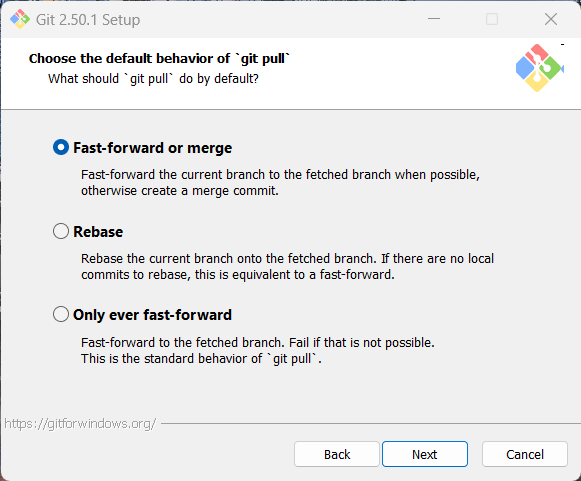 Git 2.50.1 Setup
Choose the default behavior of `git pull`
What should `git pull` do by default?
Fast-forward or merge
Fast-forward the current branch to the fetched branch when possible,
otherwise create a merge commit.
Rebase
Rebase the current branch onto the fetched branch. If there are no local
commits to rebase, this is equivalent to a fast-forward.
Only ever fast-forward
Fast-forward to the fetched branch. Fail if that is not possible.
This is the standard behavior of `git pull`.
https://gitforwindows.org/
Back
Next
Cancel